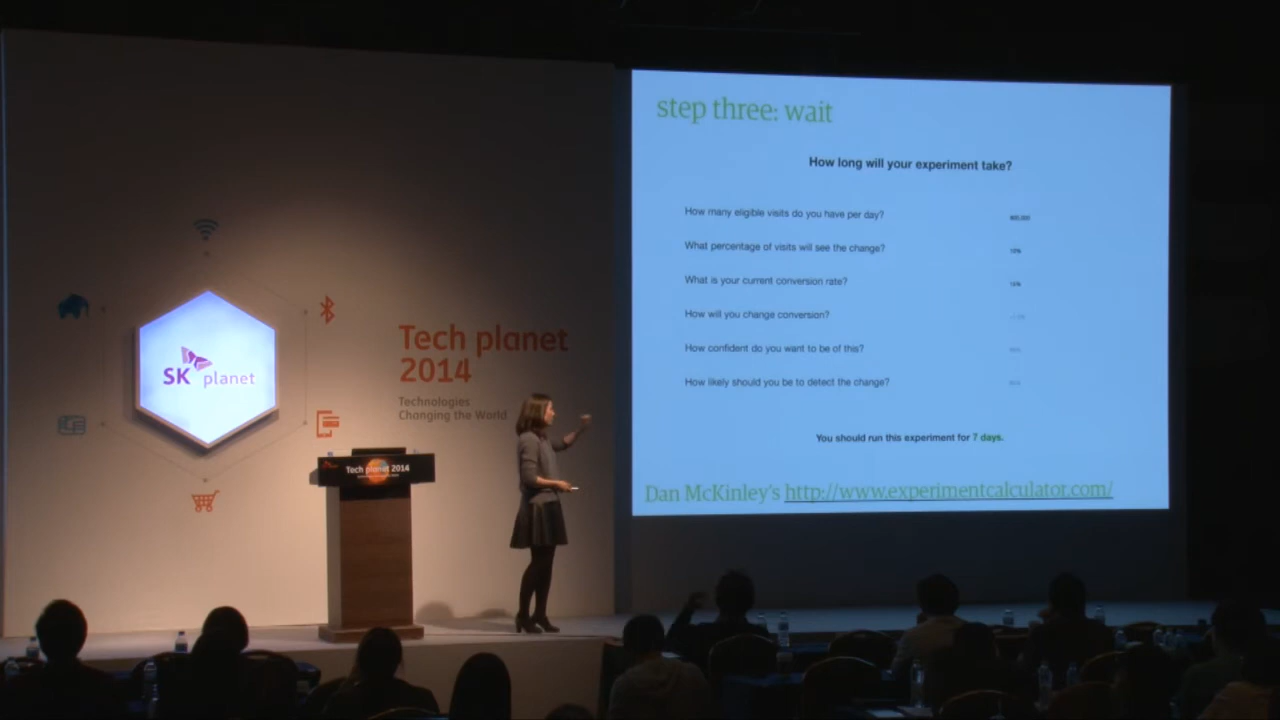 SK planet
Tech planet
2014
Technologies
Changing the World
Tech planet 2014
step three: wait
How long will your experiment take?
How many eligible visits do you have per day?
What percentage of visits will see the change? 10%
What is your current conversion rate?
How will you change conversion?
How confident do you want to be of this?
How likely should you be to detect the change?
You should run this experiment for 7 days.
Dan McKinley's http://www.experimentcalculator.com/